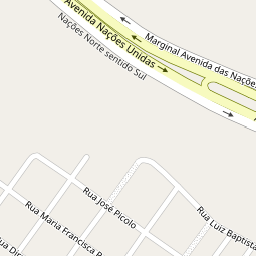 Avenida Nações Unidas
Marginal Avenida das Nações
Nações Norte sentido Sul
Rua José Picolo
Rua Luiz Baptista
Rua Maria Francisca
Rua